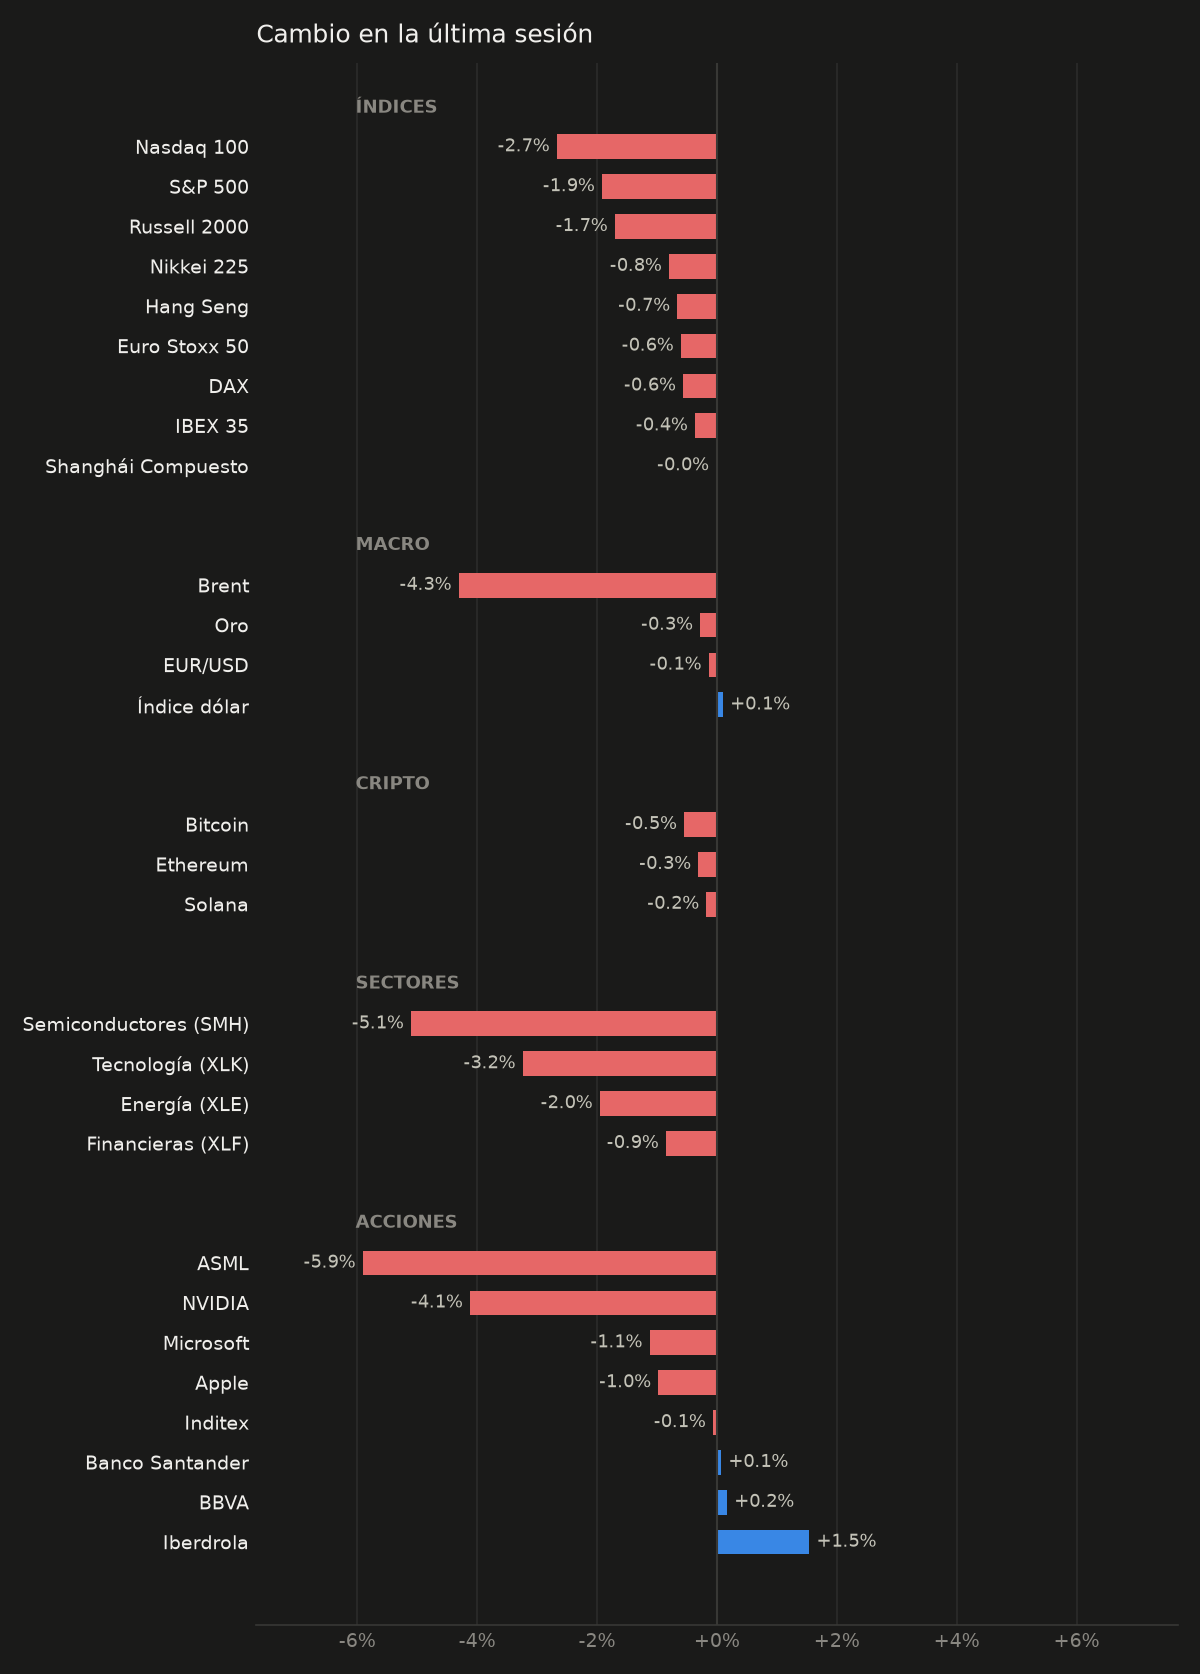 Cambio en la última sesión
ÍNDICES
Nasdaq 100 -2.7%
S&P 500 -1.9%
Russell 2000 -1.7%
Nikkei 225 -0.8%
Hang Seng -0.7%
Euro Stoxx 50 -0.6%
DAX -0.6%
IBEX 35 -0.4%
Shanghái Compuesto -0.0%
MACRO
Brent -4.3%
Oro -0.3%
EUR/USD -0.1%
Índice dólar +0.1%
CRIPTO
Bitcoin -0.5%
Ethereum -0.3%
Solana -0.2%
SECTORES
Semiconductores (SMH) -5.1%
Tecnología (XLK) -3.2%
Energía (XLE) -2.0%
Financieras (XLF) -0.9%
ACCIONES
ASML -5.9%
NVIDIA -4.1%
Microsoft -1.1%
Apple -1.0%
Inditex -0.1%
Banco Santander +0.1%
BBVA +0.2%
Iberdrola +1.5%
-6% -4% -2% +0% +2% +4% +6%